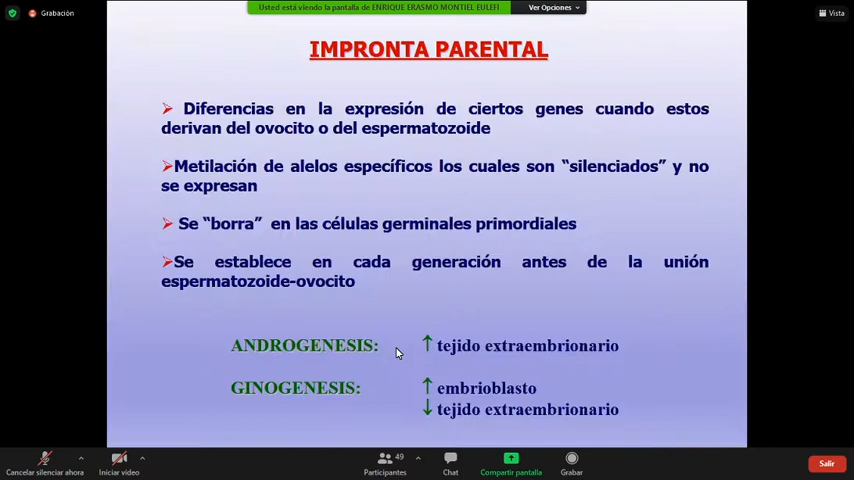 Grabación
Usted está viendo la pantalla de ENRIQUE ERASMO MONTIEL EULEFI
Ver Opciones
Vista
IMPRONTA PARENTAL
➢ Diferencias en la expresión de ciertos genes cuando estos
derivan del ovocito o del espermatozoide
➢Metilación de alelos específicos los cuales son “silenciados” y no
se expresan
➢ Se “borra” en las células germinales primordiales
➢Se establece en cada generación antes de la unión
espermatozoide-ovocito
ANDROGENESIS: ↑ tejido extraembrionario
GINOGENESIS: ↑ embrioblasto
↓ tejido extraembrionario
Cancelar silenciar ahora
Iniciar video
49
Participantes
Chat
Compartir pantalla
Grabar
Salir